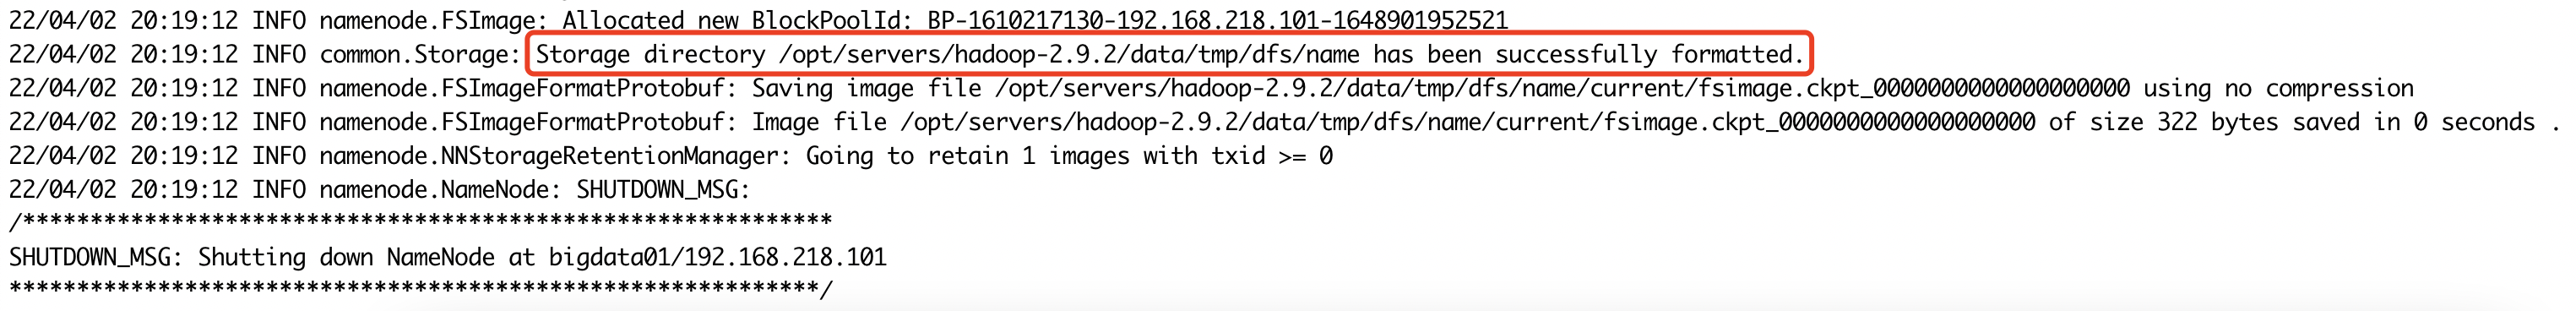 22/04/02 20:19:12 INFO namenode.FSImage: Allocated new BlockPoolId: BP-1610217130-192.168.218.101-1648901952521
22/04/02 20:19:12 INFO common.Storage: Storage directory /opt/servers/hadoop-2.9.2/data/tmp/dfs/name has been successfully formatted.
22/04/02 20:19:12 INFO namenode.FSImageFormatProtobuf: Saving image file /opt/servers/hadoop-2.9.2/data/tmp/dfs/name/current/fsimage.ckpt_0000000000000000000 using no compression
22/04/02 20:19:12 INFO namenode.FSImageFormatProtobuf: Image file /opt/servers/hadoop-2.9.2/data/tmp/dfs/name/current/fsimage.ckpt_0000000000000000000 of size 322 bytes saved in 0 seconds .
22/04/02 20:19:12 INFO namenode.NNStorageRetentionManager: Going to retain 1 images with txid >= 0
22/04/02 20:19:12 INFO namenode.NameNode: SHUTDOWN_MSG:
/************************************************************
SHUTDOWN_MSG: Shutting down NameNode at bigdata01/192.168.218.101
************************************************************/